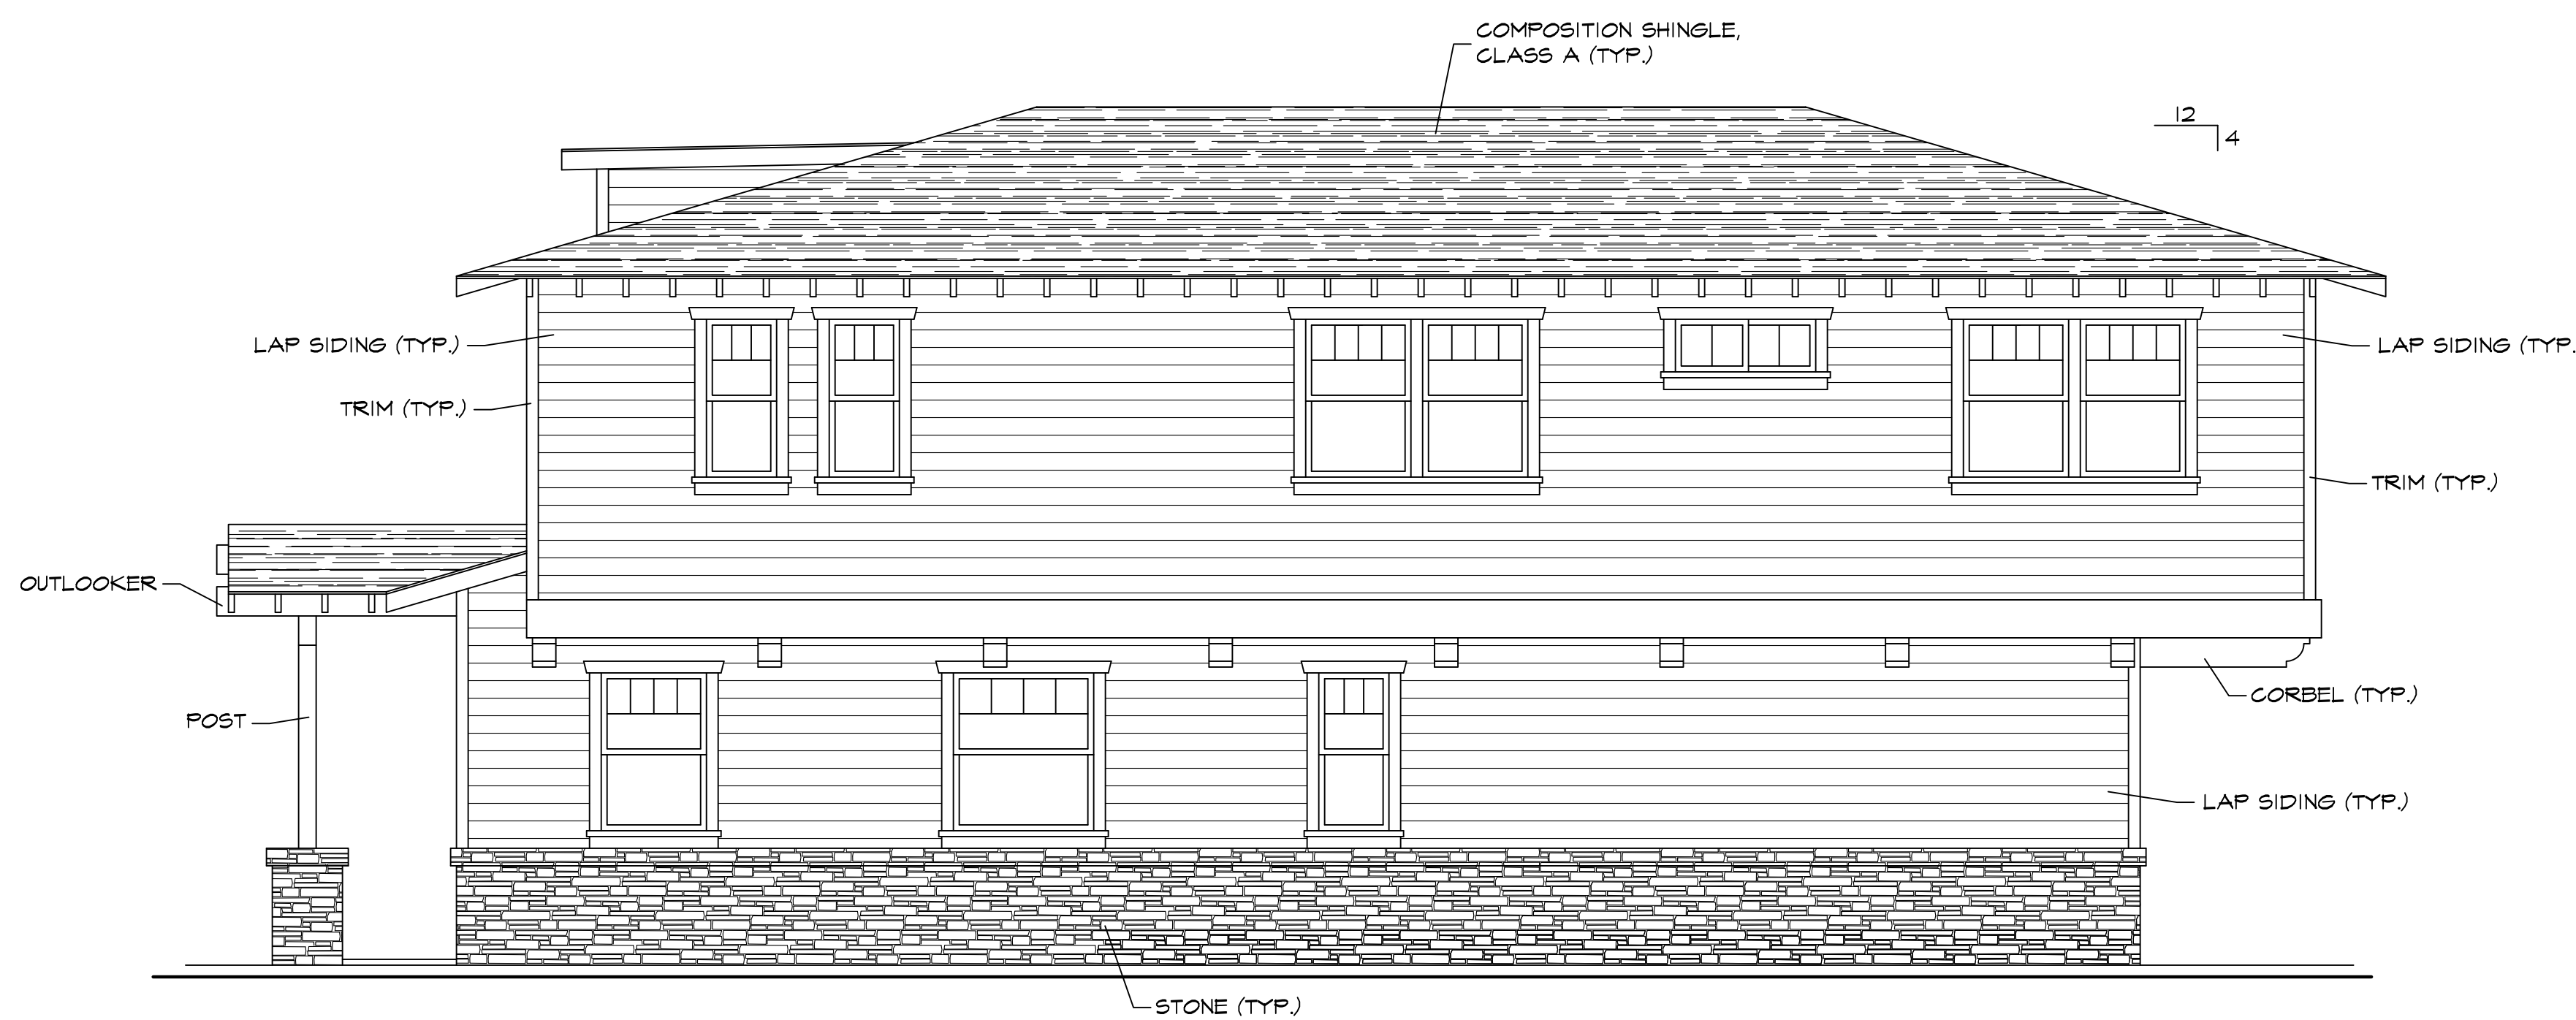 COMPOSITION SHINGLE,
CLASS A (TYP.)
12
4
LAP SIDING (TYP.)
LAP SIDING (TYP.
TRIM (TYP.)
TRIM (TYP.)
OUTLOOKER
CORBEL (TYP.)
POST
LAP SIDING (TYP.)
STONE (TYP.)